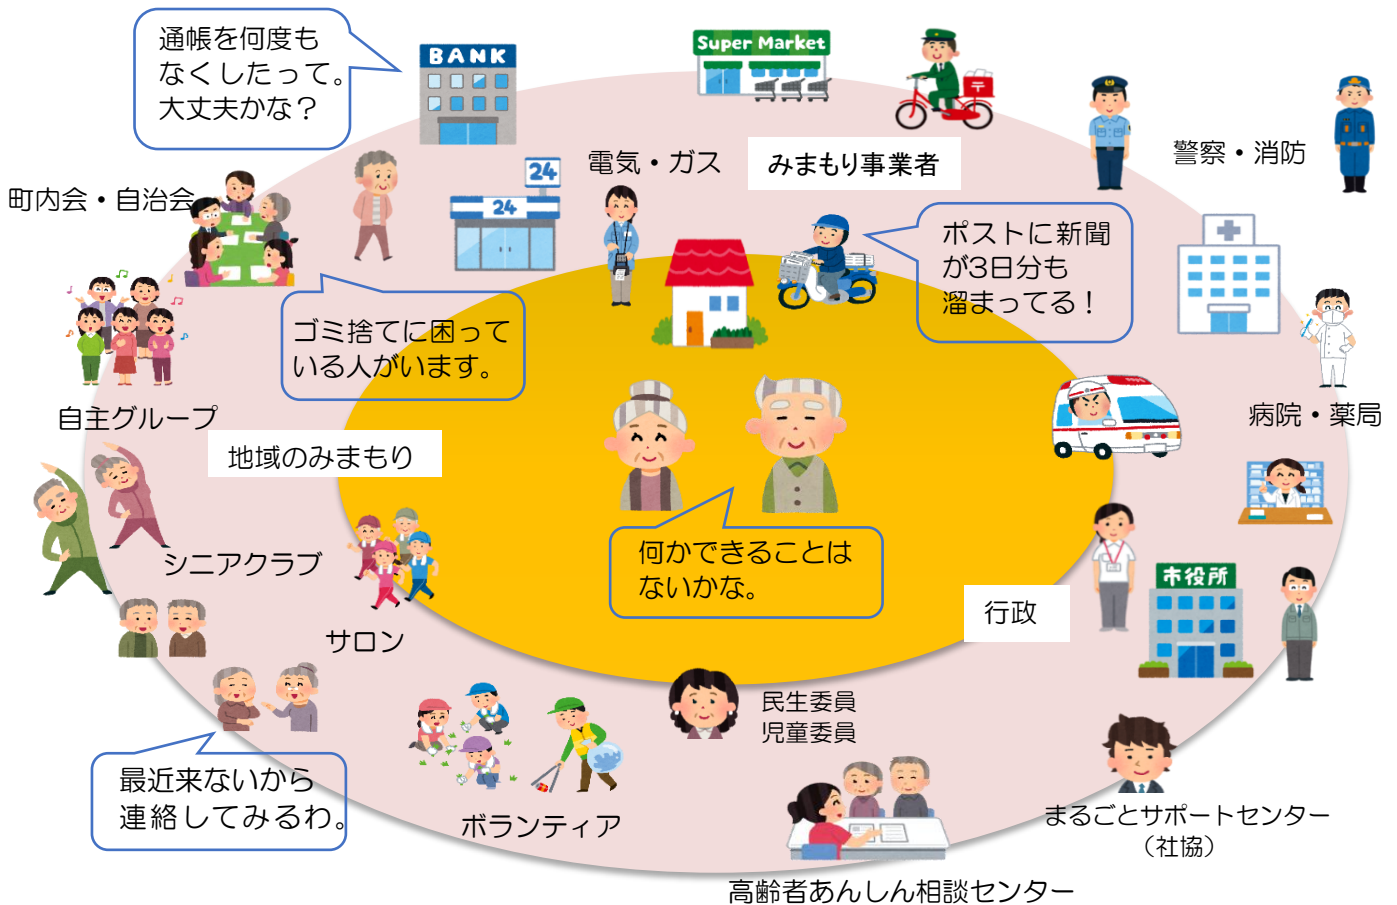 通帳を何度も
なくしたって。
大丈夫かな？
BANK
Super Market
〒
電気・ガス
みまもり事業者
警察・消防
町内会・自治会
24
24
ポストに新聞
が3日分も
溜まってる！
ゴミ捨てに困って
いる人がいます。
自主グループ
病院・薬局
地域のみまもり
何かできることは
ないかな。
シニアクラブ
市役所
行政
サロン
民生委員
児童委員
最近来ないから
連絡してみるわ。
ボランティア
まるごとサポートセンター
（社協）
高齢者あんしん相談センター